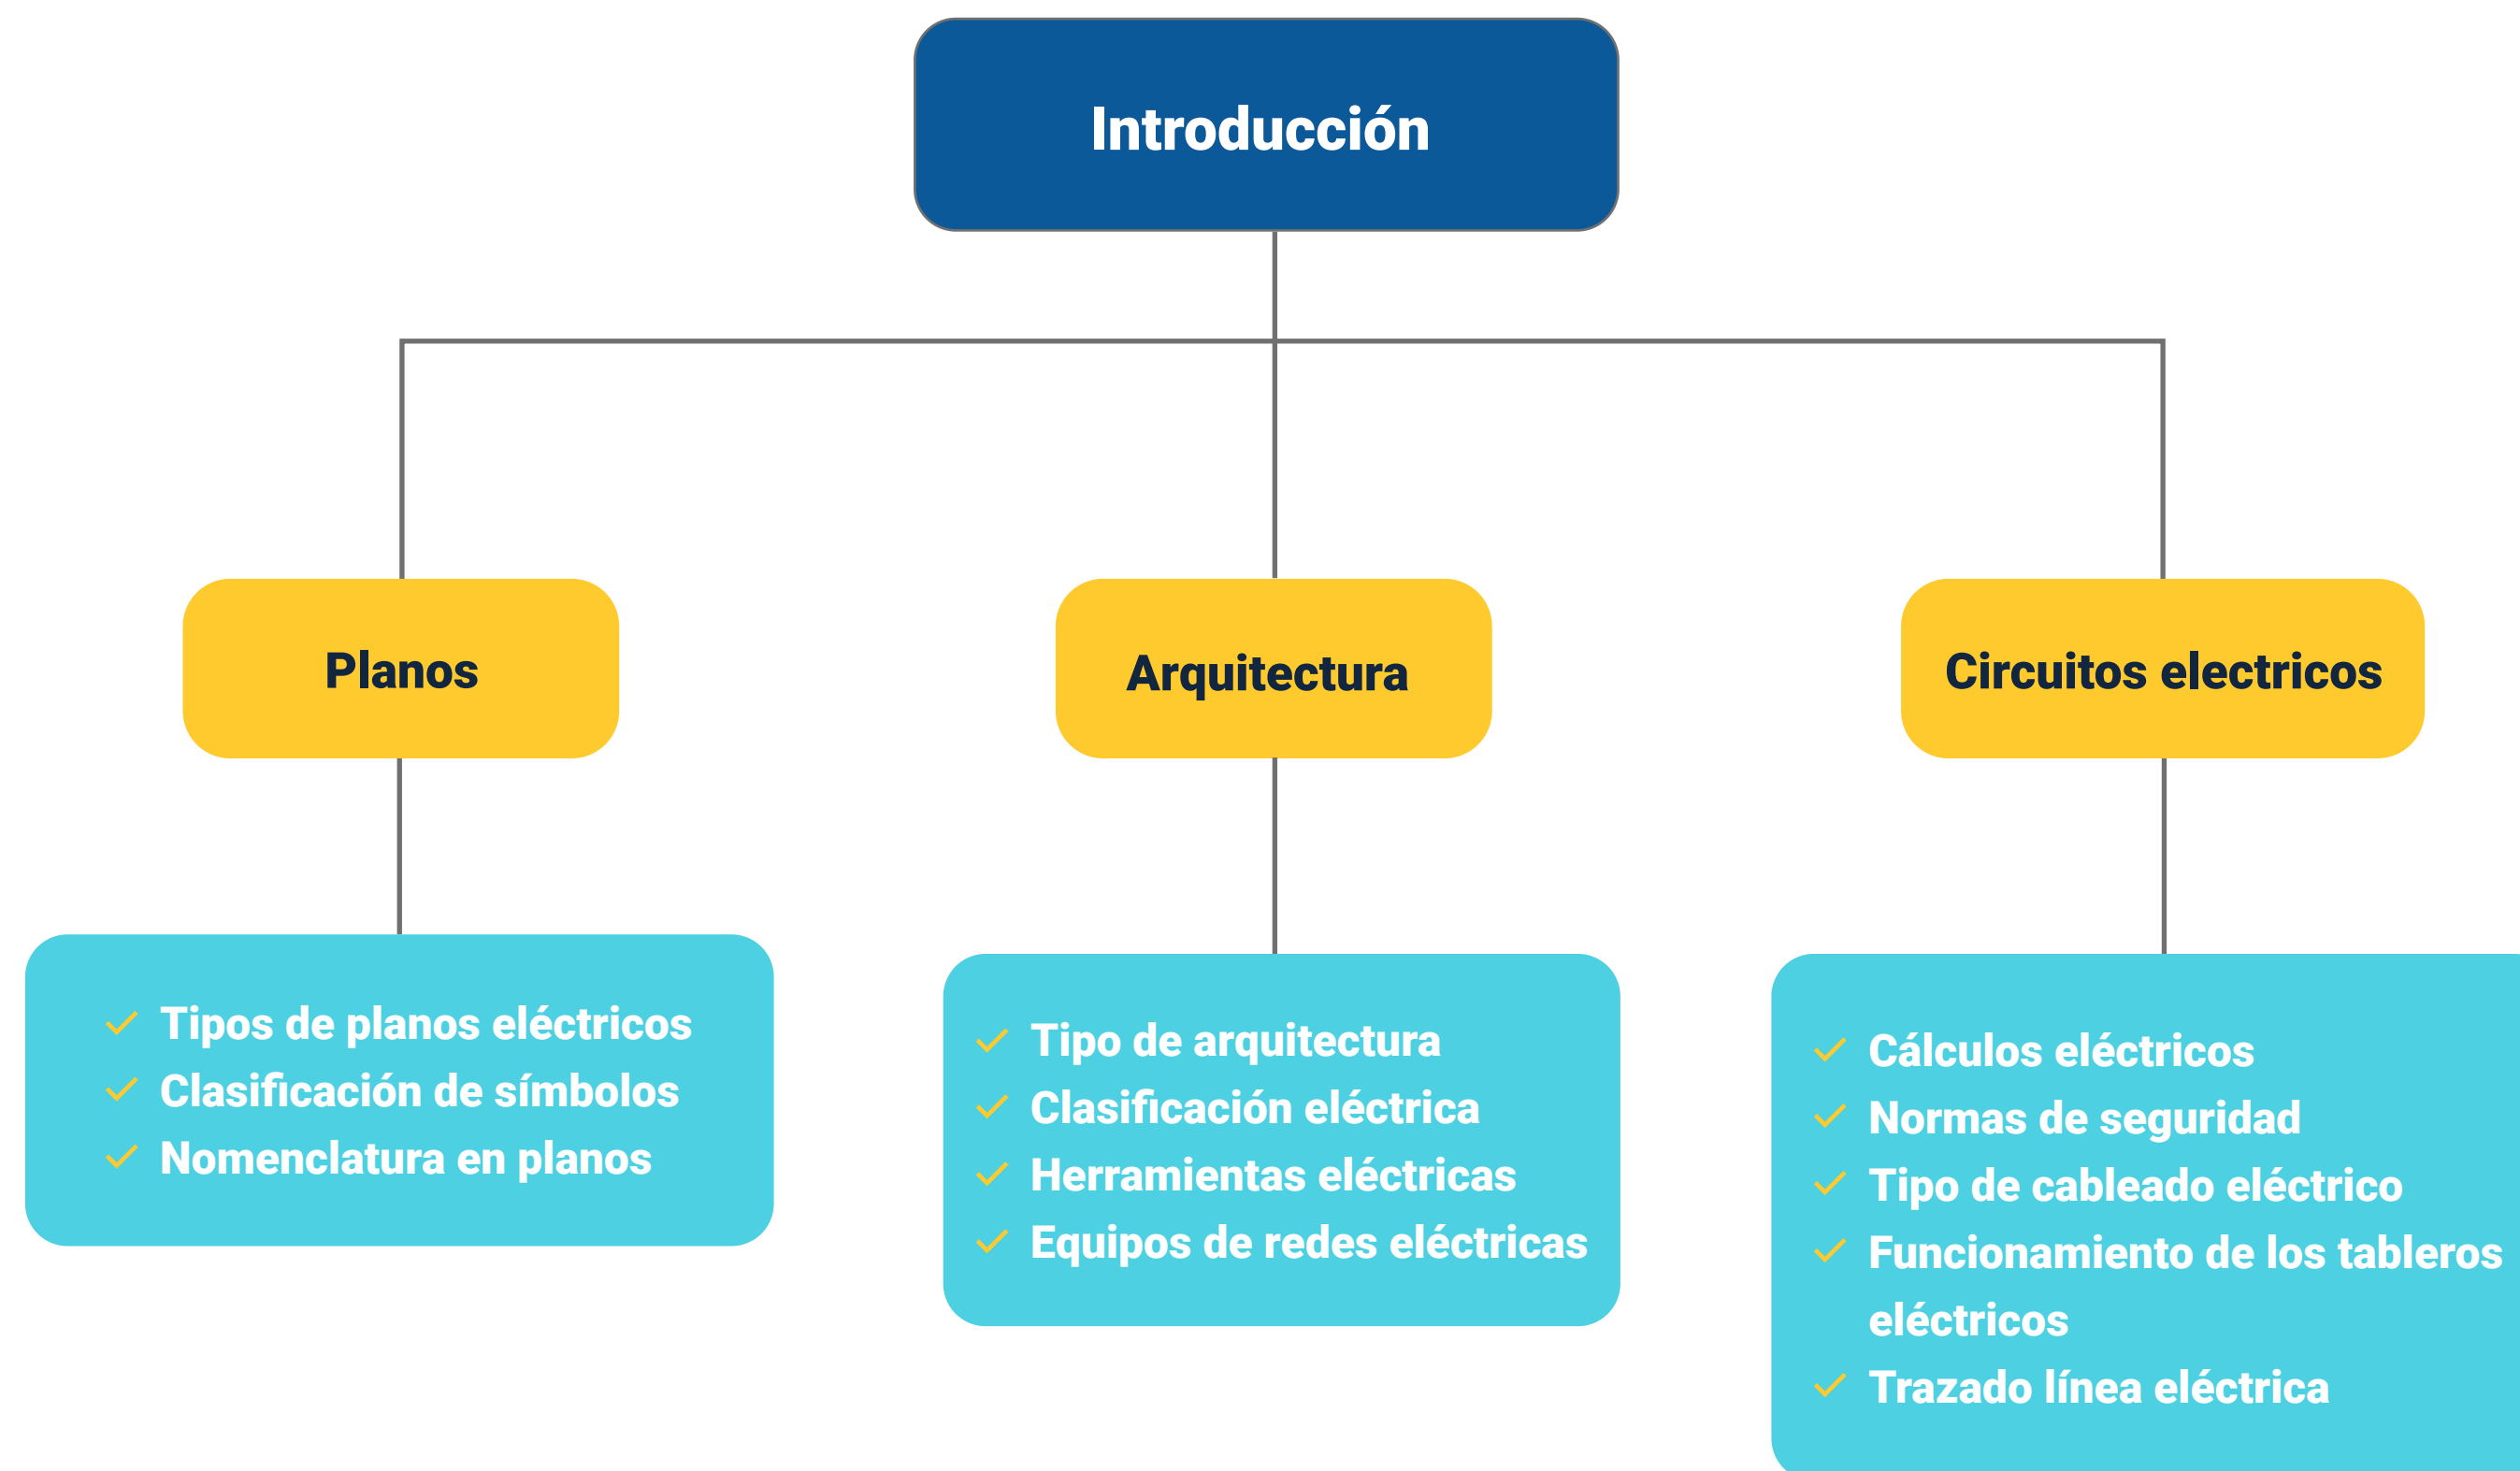 Introducción
Planos
Arquitectura
Circuitos electricos
Tipos de planos eléctricos
Clasificación de símbolos
Nomenclatura en planos
Tipo de arquitectura
Clasificación eléctrica
Herramientas eléctricas
Equipos de redes eléctricas
Cálculos eléctricos
Normas de seguridad
Tipo de cableado eléctrico
Funcionamiento de los tableros
eléctricos
Trazado línea eléctrica